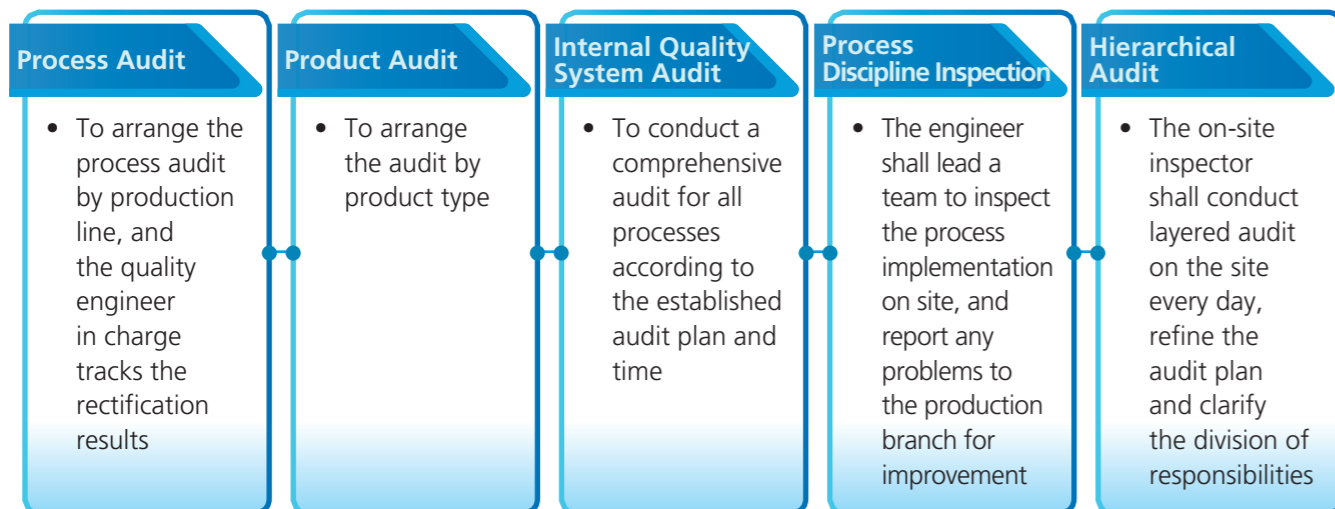 Process Audit
• To arrange the
process audit
by production
line, and
the quality
engineer
in charge
tracks the
rectification
results
Product Audit
• To arrange
the audit by
product type
Internal Quality
System Audit
• To conduct a
comprehensive
audit for all
processes
according to
the established
audit plan and
time
Process
Discipline Inspection
• The engineer
shall lead a
team to inspect
the process
implementation
on site, and
report any
problems to
the production
branch for
improvement
Hierarchical
Audit
• The on-site
inspector
shall conduct
layered audit
on the site
every day,
refine the
audit plan
and clarify
the division of
responsibilities